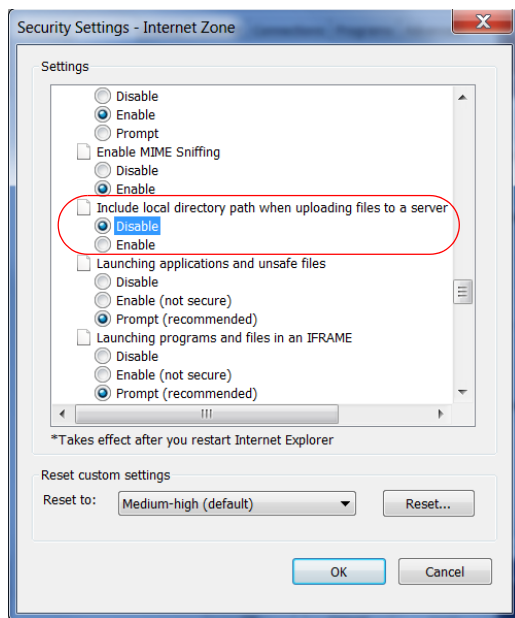 Security Settings - Internet Zone
Settings
Disable
Enable
Prompt
Enable MIME Sniffing
Disable
Enable
Include local directory path when uploading files to a server
Disable
Enable
Launching applications and unsafe files
Disable
Enable (not secure)
Prompt (recommended)
Launching programs and files in an IFRAME
Disable
Enable (not secure)
Prompt (recommended)
*Takes effect after you restart Internet Explorer
Reset custom settings
Reset to:
Medium-high (default)
Reset...
OK
Cancel